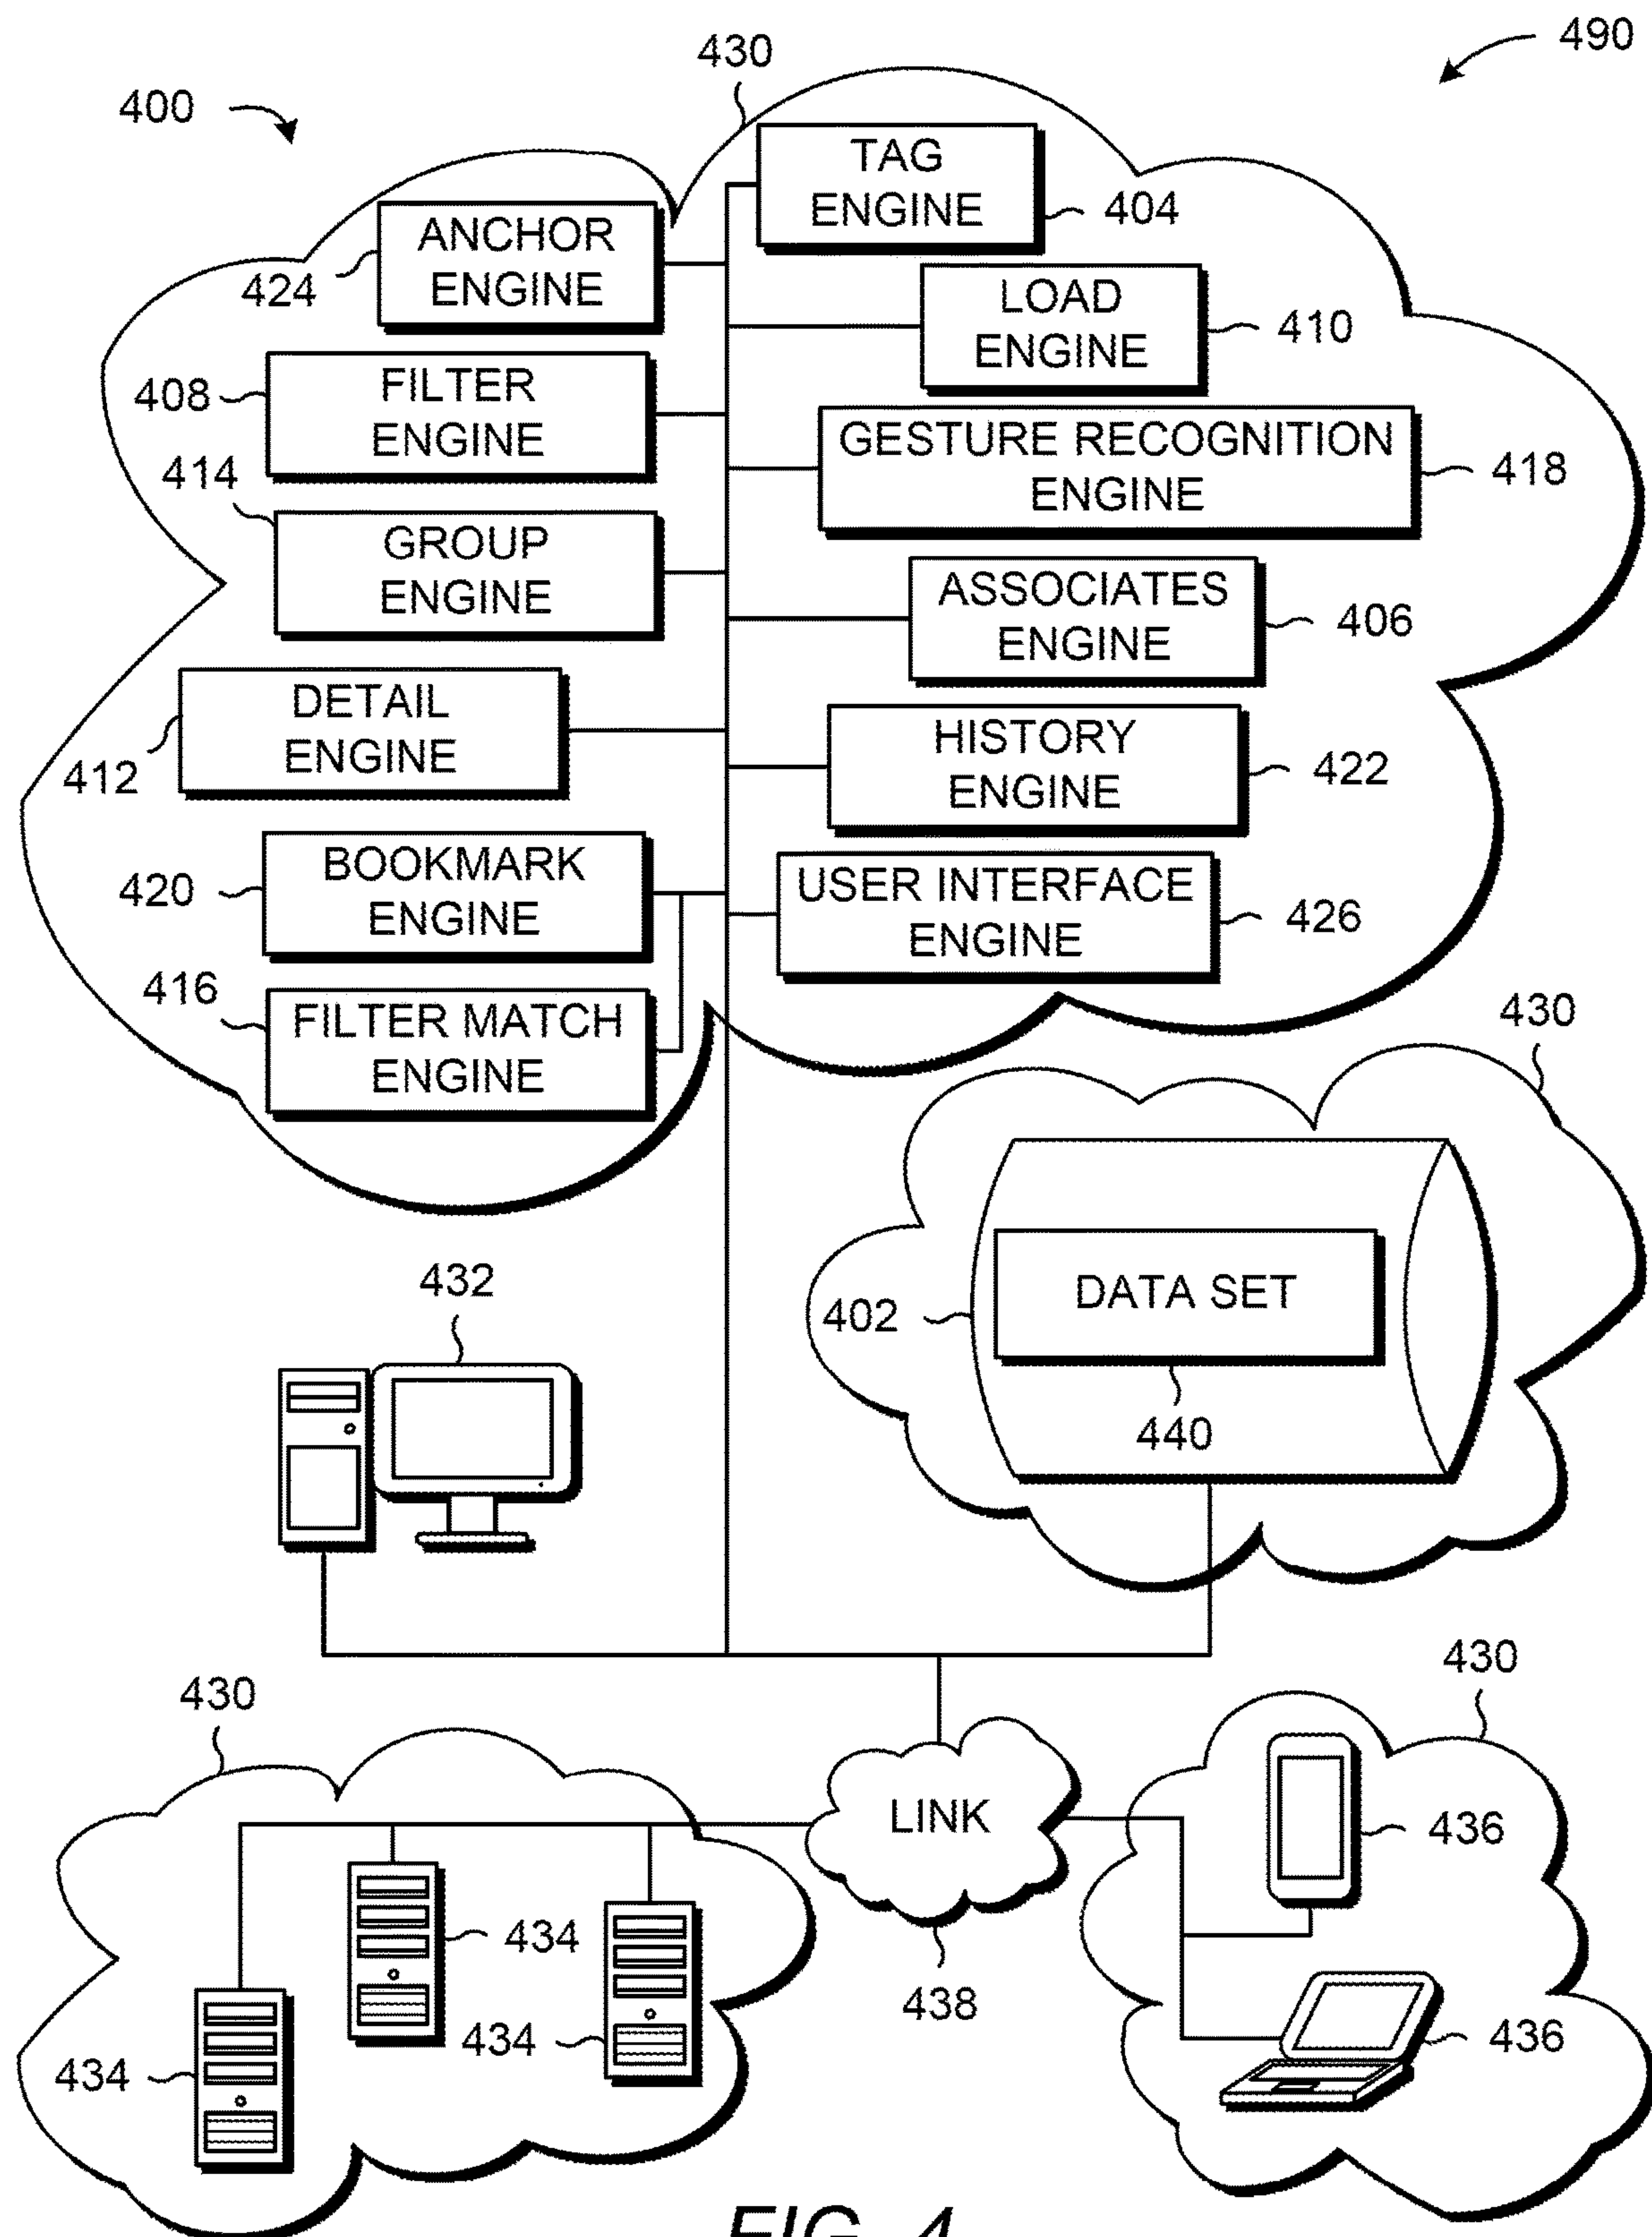 430
490
400
TAG
ENGINE
404
ANCHOR
ENGINE
424
LOAD
ENGINE
410
408
FILTER
ENGINE
GESTURE RECOGNITION
ENGINE
418
414
GROUP
ENGINE
ASSOCIATES
ENGINE
406
DETAIL
ENGINE
412
HISTORY
ENGINE
422
420
BOOKMARK
ENGINE
USER INTERFACE
ENGINE
426
416
FILTER MATCH
ENGINE
430
432
402
DATA SET
440
430
430
LINK
436
434
438
434
434
436
FIG. 4